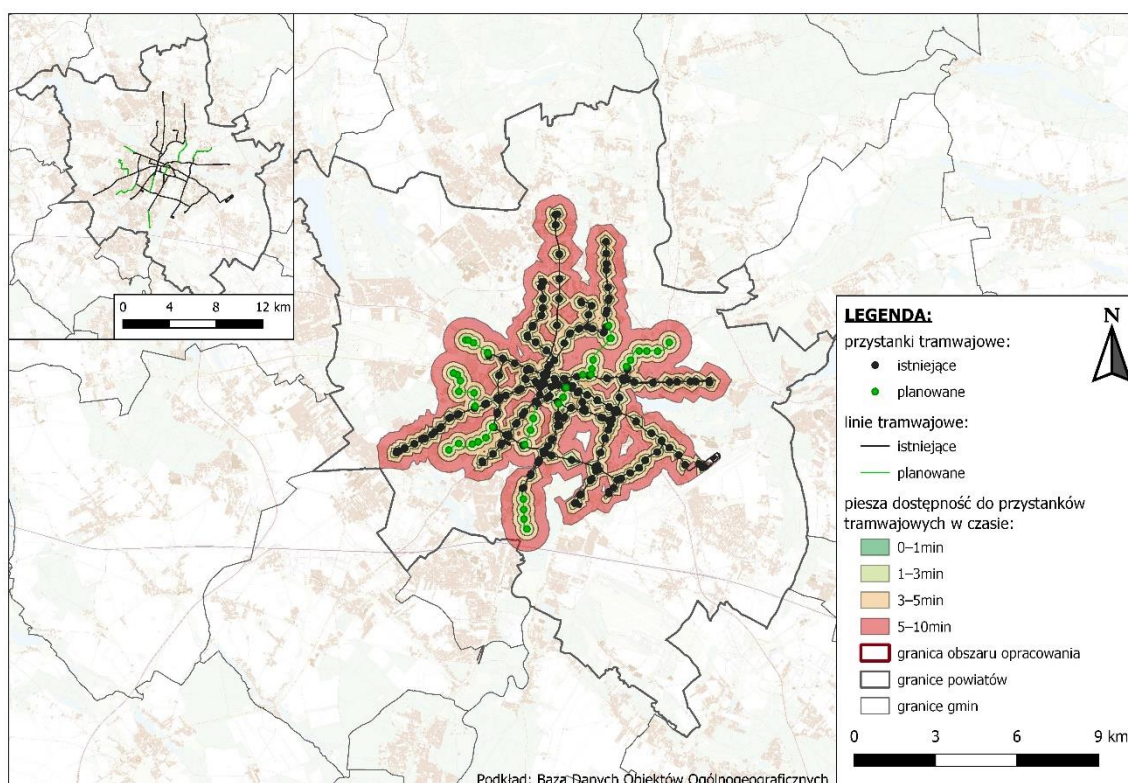 0 4 8 12 km
LEGENDA:
N
przystanki tramwajowe:
istniejące
planowane
linie tramwajowe:
istniejące
planowane
piesza dostępność do przystanków
tramwajowych w czasie:
0–1min
1–3min
3–5min
5–10min
granica obszaru opracowania
granice powiatów
granice gmin
0 3 6 9 km
Podkład: Baza Danych Obiektów Ogólnogeograficznych